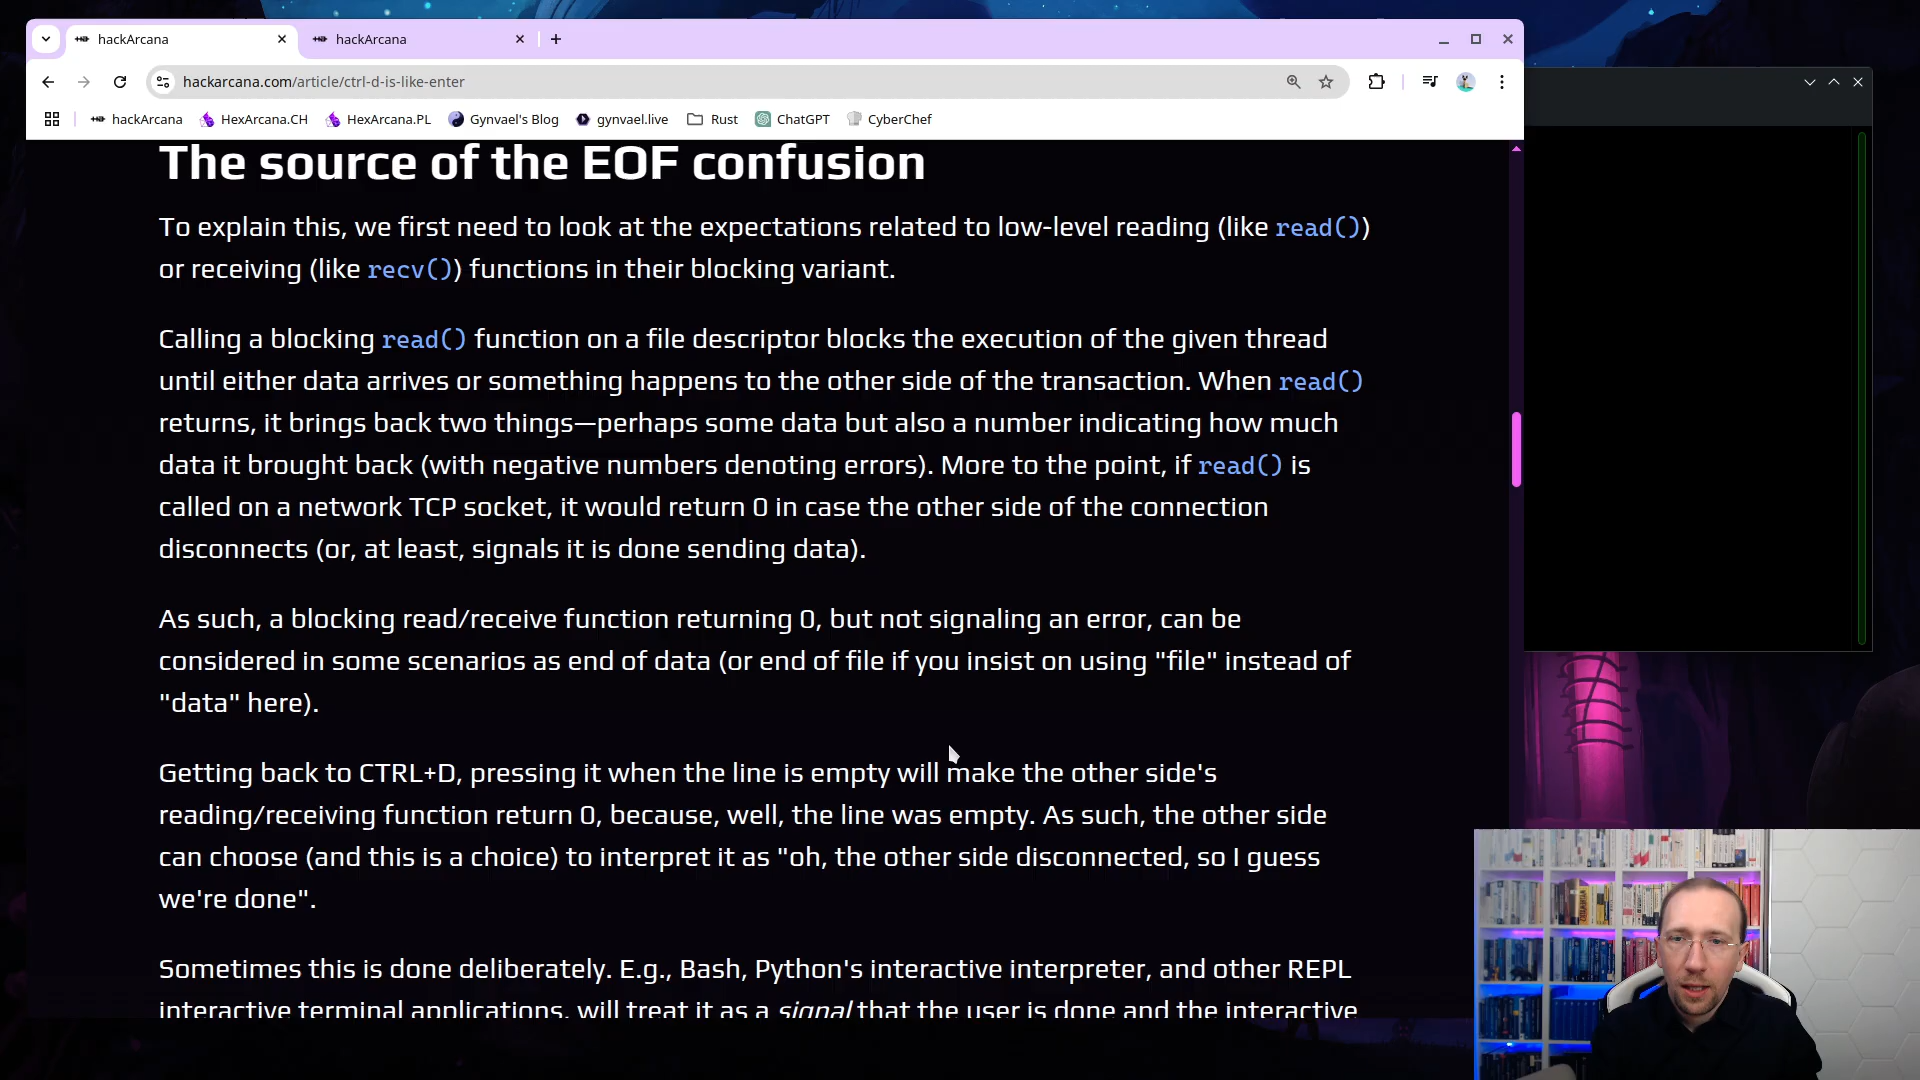 hackArcana
hackArcana
hackarcana.com/article/ctrl-d-is-like-enter
hackArcana
HexArcana.CH
HexArcana.PL
Gynvael's Blog
gynvael.live
Rust
ChatGPT
CyberChef
The source of the EOF confusion
To explain this, we first need to look at the expectations related to low-level reading (like read())
or receiving (like recv()) functions in their blocking variant.
Calling a blocking read() function on a file descriptor blocks the execution of the given thread
until either data arrives or something happens to the other side of the transaction. When read()
returns, it brings back two things—perhaps some data but also a number indicating how much
data it brought back (with negative numbers denoting errors). More to the point, if read() is
called on a network TCP socket, it would return 0 in case the other side of the connection
disconnects (or, at least, signals it is done sending data).
As such, a blocking read/receive function returning 0, but not signaling an error, can be
considered in some scenarios as end of data (or end of file if you insist on using "file" instead of
"data" here).
Getting back to CTRL+D, pressing it when the line is empty will make the other side's
reading/receiving function return 0, because, well, the line was empty. As such, the other side
can choose (and this is a choice) to interpret it as "oh, the other side disconnected, so I guess
we're done".
Sometimes this is done deliberately. E.g., Bash, Python's interactive interpreter, and other REPL
interactive terminal applications, will treat it as a signal that the user is done and the interactive